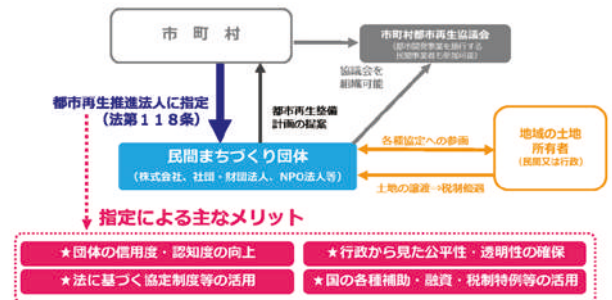 市 町 村
市町村都市再生協議会
(都市開発事業を施行する
民間事業者も参加可能)
協議会を
組織可能
都市再生推進法人に指定
(法第118条)
都市再生整備
計画の提案
民間まちづくり団体
(株式会社、社団・財団法人、NPO法人等)
各種協定への参画
土地の譲渡→税制優遇
地域の土地
所有者
(民間又は行政)
指定による主なメリット
★団体の信用度・認知度の向上
★行政から見た公平性・透明性の確保
★法に基づく協定制度等の活用
★国の各種補助・融資・税制特例等の活用